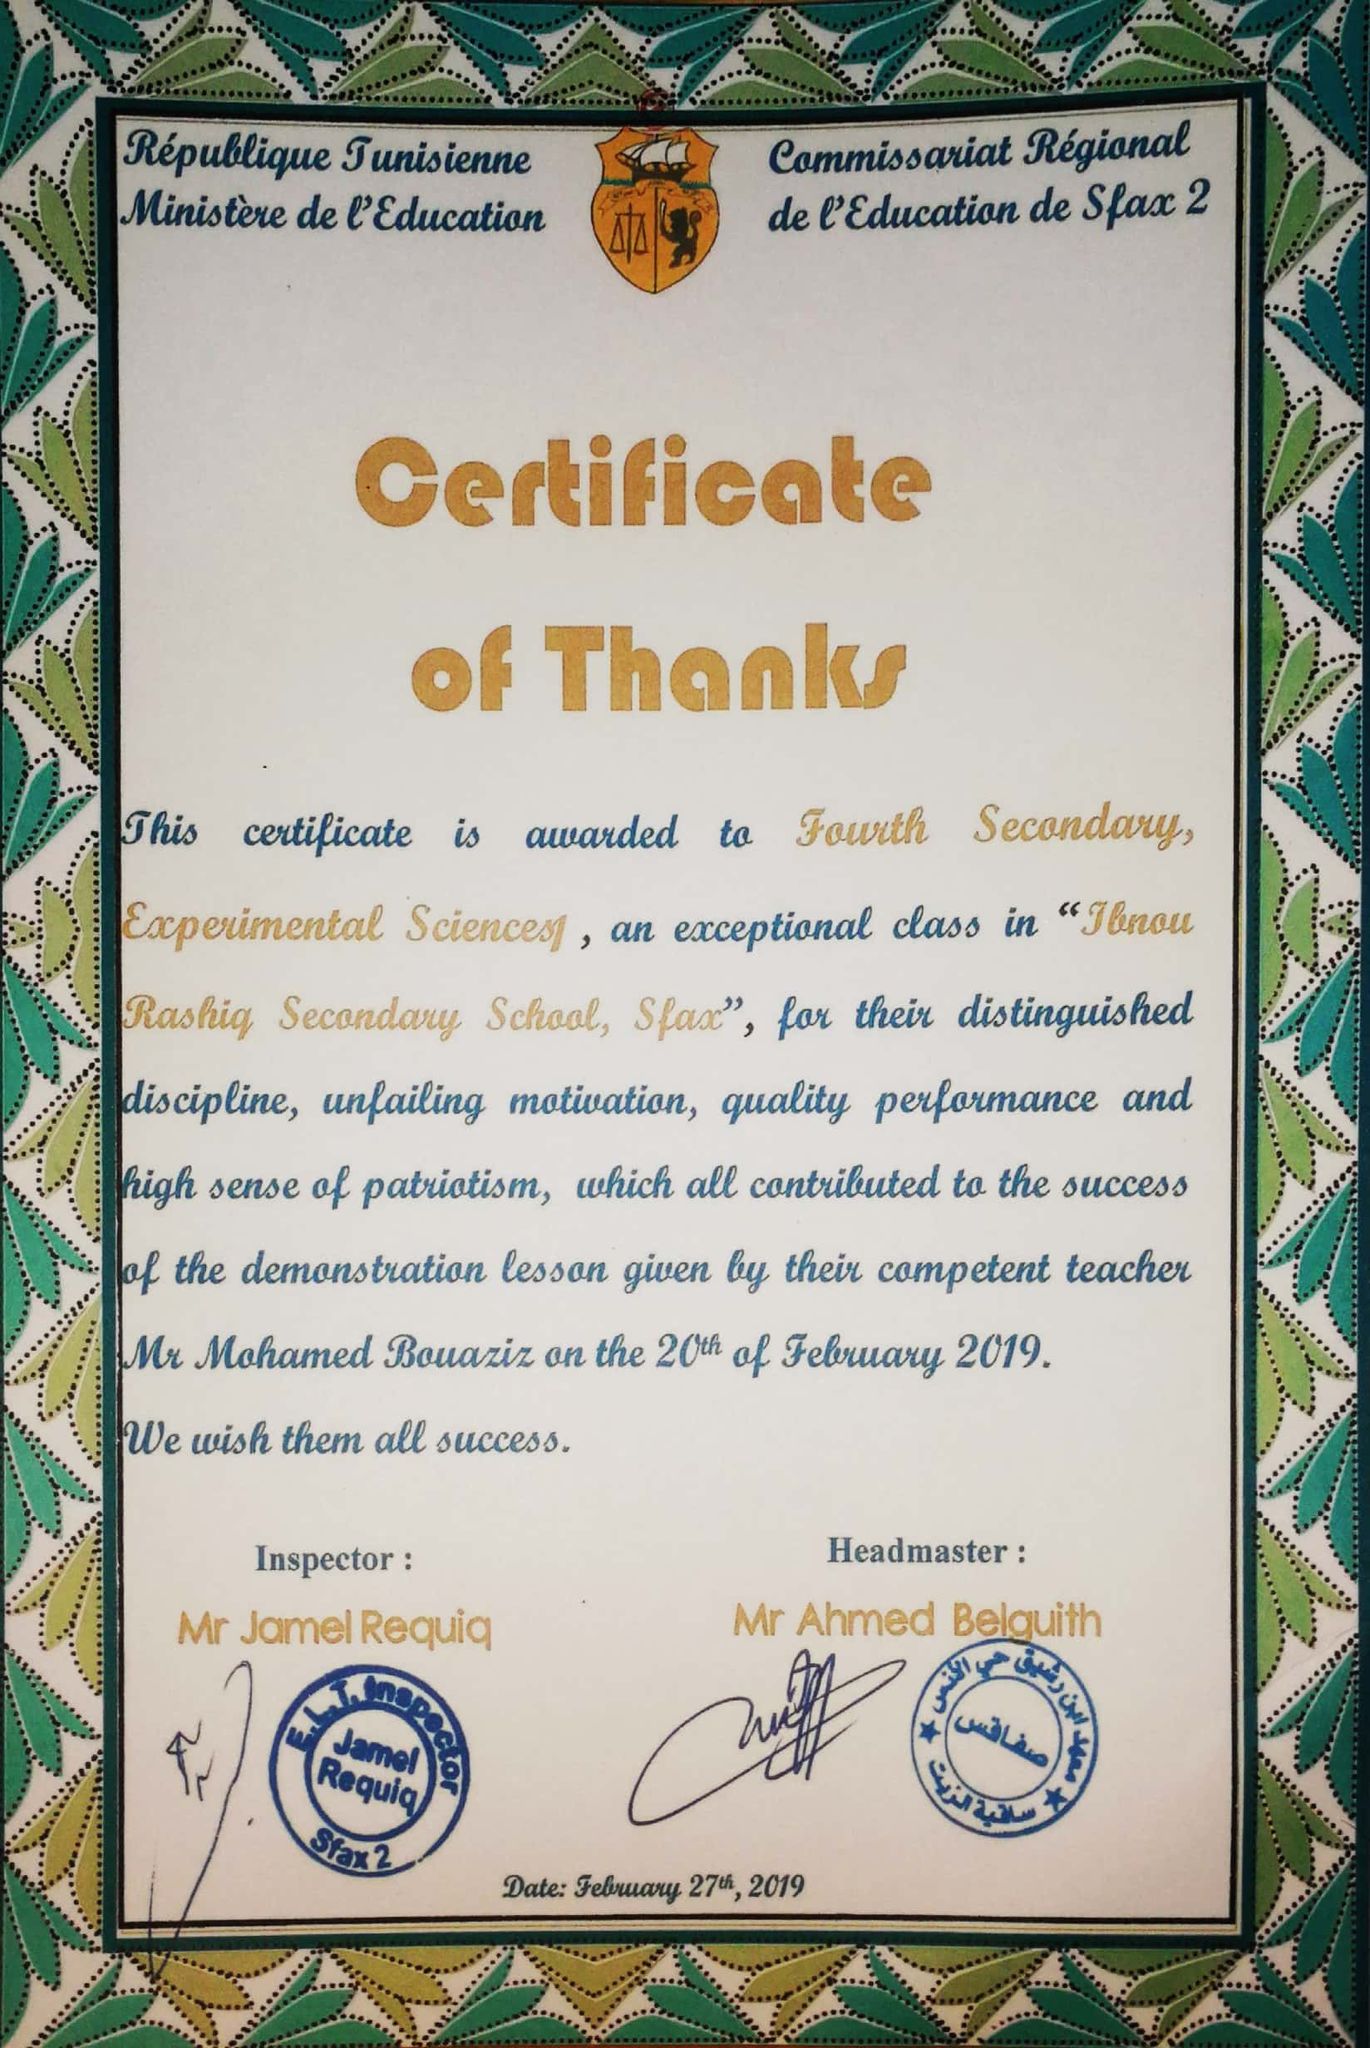 République Tunisienne
Ministère de l'Education
Commissariat Régional
de l'Education de Sfax 2
Certificate
of Thanks
This certificate is awarded to Fourth Secondary,
Experimental Sciences, an exceptional class in “Ibnou
Rashiq Secondary School, Sfax”, for their distinguished
discipline, unfailing motivation, quality performance and
high sense of patriotism, which all contributed to the success
of the demonstration lesson given by their competent teacher
Mr Mohamed Bouaziz on the 20th of February 2019.
We wish them all success.
Inspector :
Mr Jamel Requiq
E.L.T. Inspector
Jamel
Requiq
Sfax 2
Headmaster :
Mr Ahmed Belguith
معهد ابن رشيق حي الأنس
صفاقس
ساقية الزيت
Date: February 27th, 2019